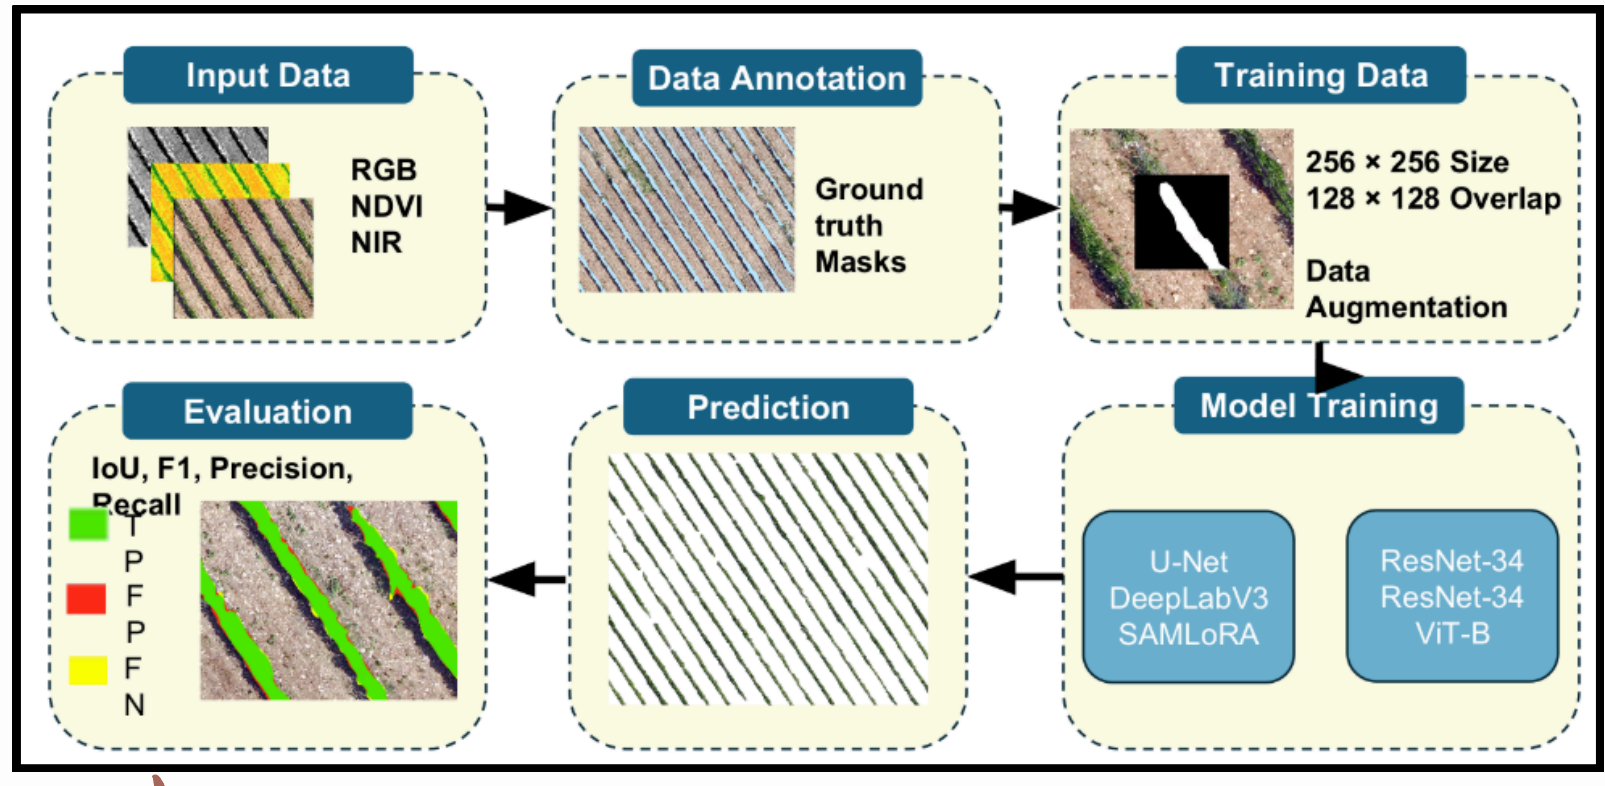 Input Data
RGB
NDVI
NIR
Data Annotation
Ground
truth
Masks
Training Data
256 × 256 Size
128 × 128 Overlap
Data
Augmentation
Model Training
U-Net
DeepLabV3
SAMLoRA
ResNet-34
ResNet-34
ViT-B
Prediction
Evaluation
IoU, F1, Precision,
Recall
T
P
F
P
F
N